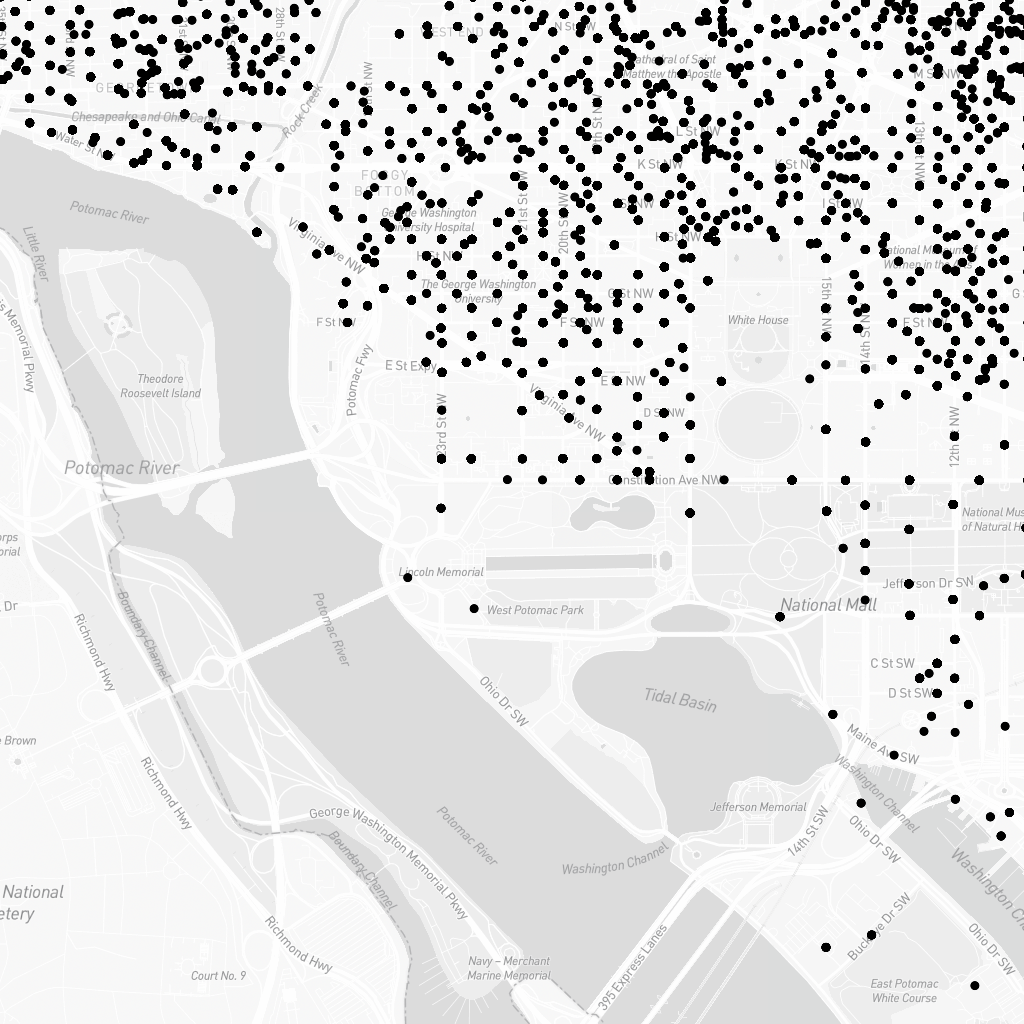 28th St NW
WEST END
N St NW
Cathedral of Saint
Matthew the Apostle
M St NW
Rock Creek
Chesapeake and Ohio Canal
Water St NW
L St NW
13th St NW
K St NW
K St NW
FOGGY
BOTTOM
21st St NW
20th St NW
I St NW
Potomac River
George Washington
University Hospital
Virginia Ave NW
H St NW
H St NW
National Museum of
Women in the Arts
Little River
The George Washington
University
G St NW
15th St NW
F St NW
F St NW
White House
F St NW
14th St NW
Potomac Fwy
E St Expy
E St NW
Theodore
Roosevelt Island
23rd St NW
Virginia Ave NW
D St NW
12th St NW
Potomac River
Constitution Ave NW
National Mus
of Natural H
Lincoln Memorial
Jefferson Dr SW
Dr
Boundary Channel
Potomac River
West Potomac Park
National Mall
Richmond Hwy
C St SW
D St SW
Ohio Dr SW
Tidal Basin
Brown
Maine Ave SW
Richmond Hwy
Washington Channel
George Washington Memorial Pkwy
Potomac River
Jefferson Memorial
14th St SW
Ohio Dr SW
Boundary Channel
Washington Channel
National
etery
Buckeye Dr SW
Richmond Hwy
Ohio Dr SW
Court No. 9
Navy – Merchant
Marine Memorial
I 395 Express Lanes
East Potomac
White Course